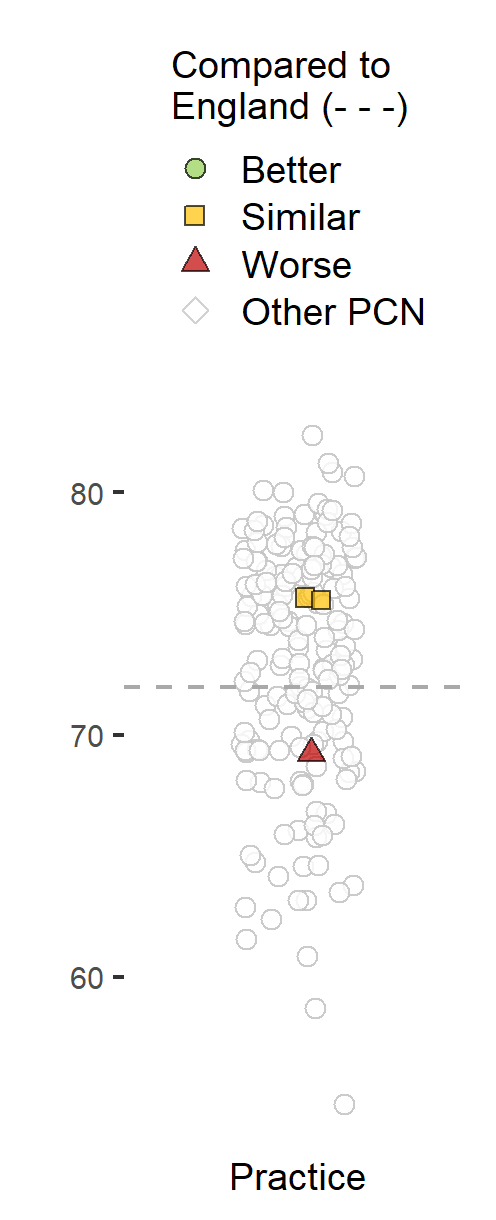 Compared to
England (- - -)
Better
Similar
Worse
Other PCN
80
70
60
Practice